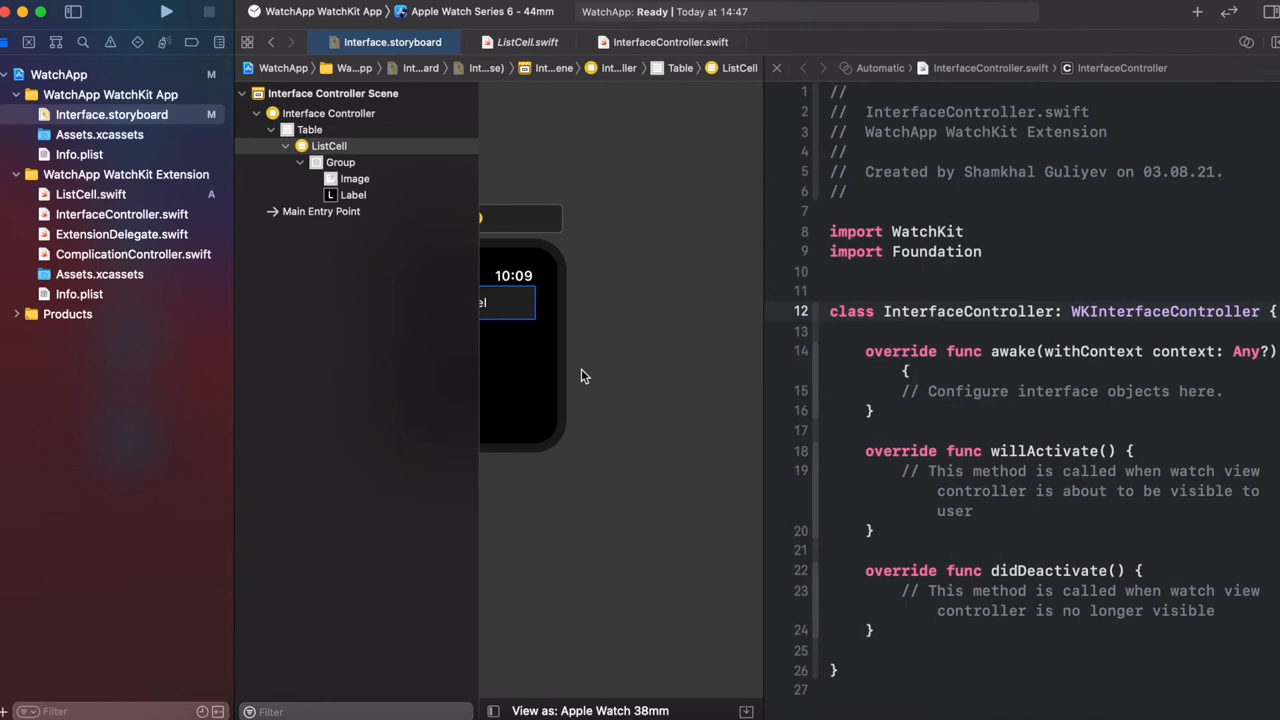 WatchApp WatchKit App
Apple Watch Series 6 - 44mm
WatchApp: Ready | Today at 14:47
Interface.storyboard
ListCell.swift
InterfaceController.swift
WatchApp
M
WatchApp WatchKit App
Interface.storyboard
M
Assets.xcassets
Info.plist
WatchApp WatchKit Extension
ListCell.swift
A
InterfaceController.swift
ExtensionDelegate.swift
ComplicationController.swift
Assets.xcassets
Info.plist
Products
Filter
WatchApp
Wa...pp
Int...ard
Int...se)
Int...ene
Int...ller
Table
ListCell
Interface Controller Scene
Interface Controller
Table
ListCell
Group
Image
L Label
Main Entry Point
Filter
10:09
el
View as: Apple Watch 38mm
Automatic
InterfaceController.swift
C InterfaceController
1 //
2 // InterfaceController.swift
3 // WatchApp WatchKit Extension
4 //
5 // Created by Shamkhal Guliyev on 03.08.21.
6 //
7
8 import WatchKit
9 import Foundation
10
11
12 class InterfaceController: WKInterfaceController {
13
14 override func awake(withContext context: Any?)
{
15 // Configure interface objects here.
16 }
17
18 override func willActivate() {
19 // This method is called when watch view
controller is about to be visible to
user
20 }
21
22 override func didDeactivate() {
23 // This method is called when watch view
controller is no longer visible
24 }
25
26 }
27